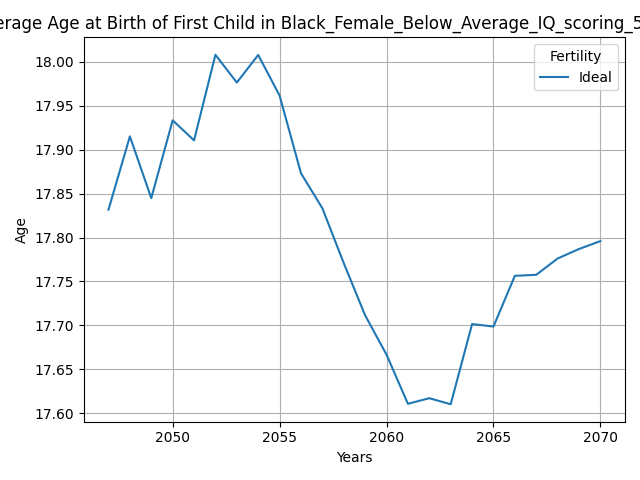 erage Age at Birth of First Child in Black_Female_Below_Average_IQ_scoring_5
Fertility
Ideal
18.00
17.95
17.90
17.85
17.80
17.75
17.70
17.65
17.60
Age
2050 2055 2060 2065 2070
Years